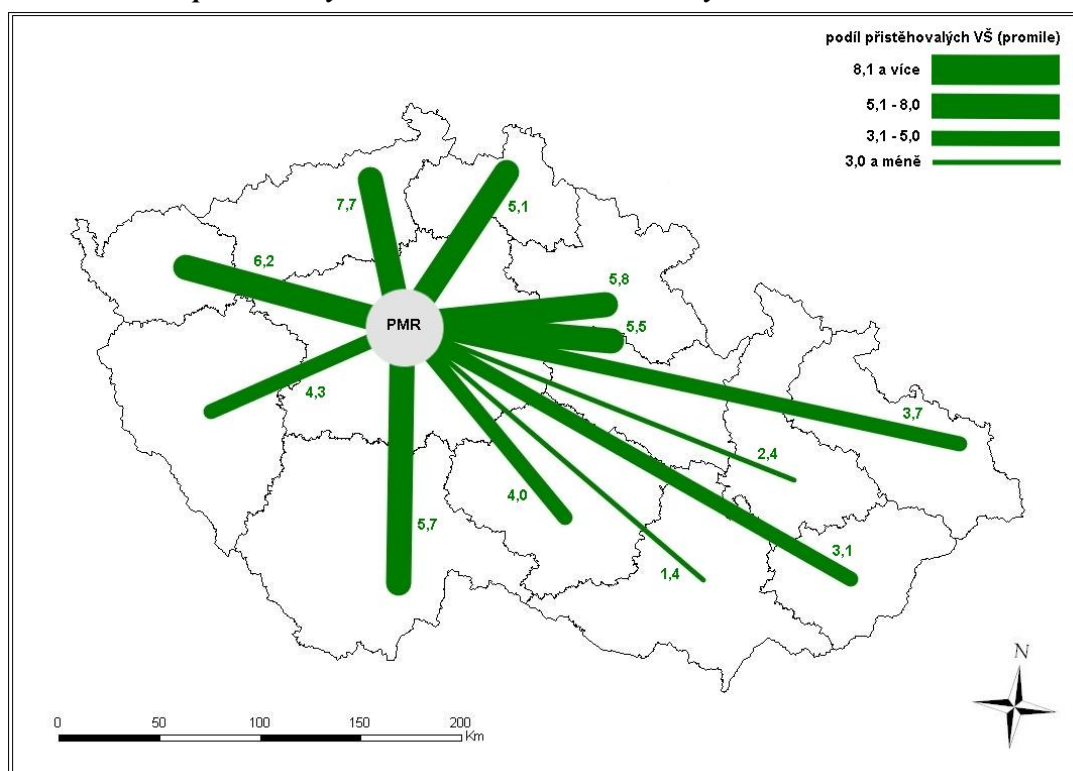 podíl přistěhovalých VŠ (promile)
8,1 a více
5,1 - 8,0
3,1 - 5,0
3,0 a méně
7,7
5,1
6,2
5,8
PMR
5,5
4,3
3,7
2,4
4,0
5,7
3,1
1,4
N
0 50 100 150 200
Km